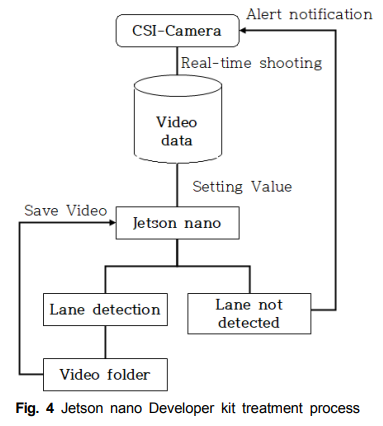 Alert notification
CSI-Camera
Real-time shooting
Video
data
Setting Value
Save Video
Jetson nano
Lane detection
Lane not
detected
Video folder
Fig. 4 Jetson nano Developer kit treatment process